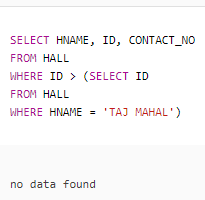 SELECT HNAME, ID, CONTACT_NO
FROM HALL
WHERE ID > (SELECT ID
FROM HALL
WHERE HNAME = 'TAJ MAHAL')
no data found